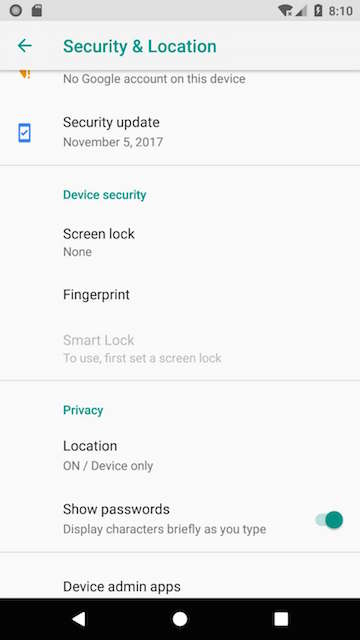 8:10
Security & Location
No Google account on this device
Security update
November 5, 2017
Device security
Screen lock
None
Fingerprint
Smart Lock
To use, first set a screen lock
Privacy
Location
ON / Device only
Show passwords
Display characters briefly as you type
Device admin apps